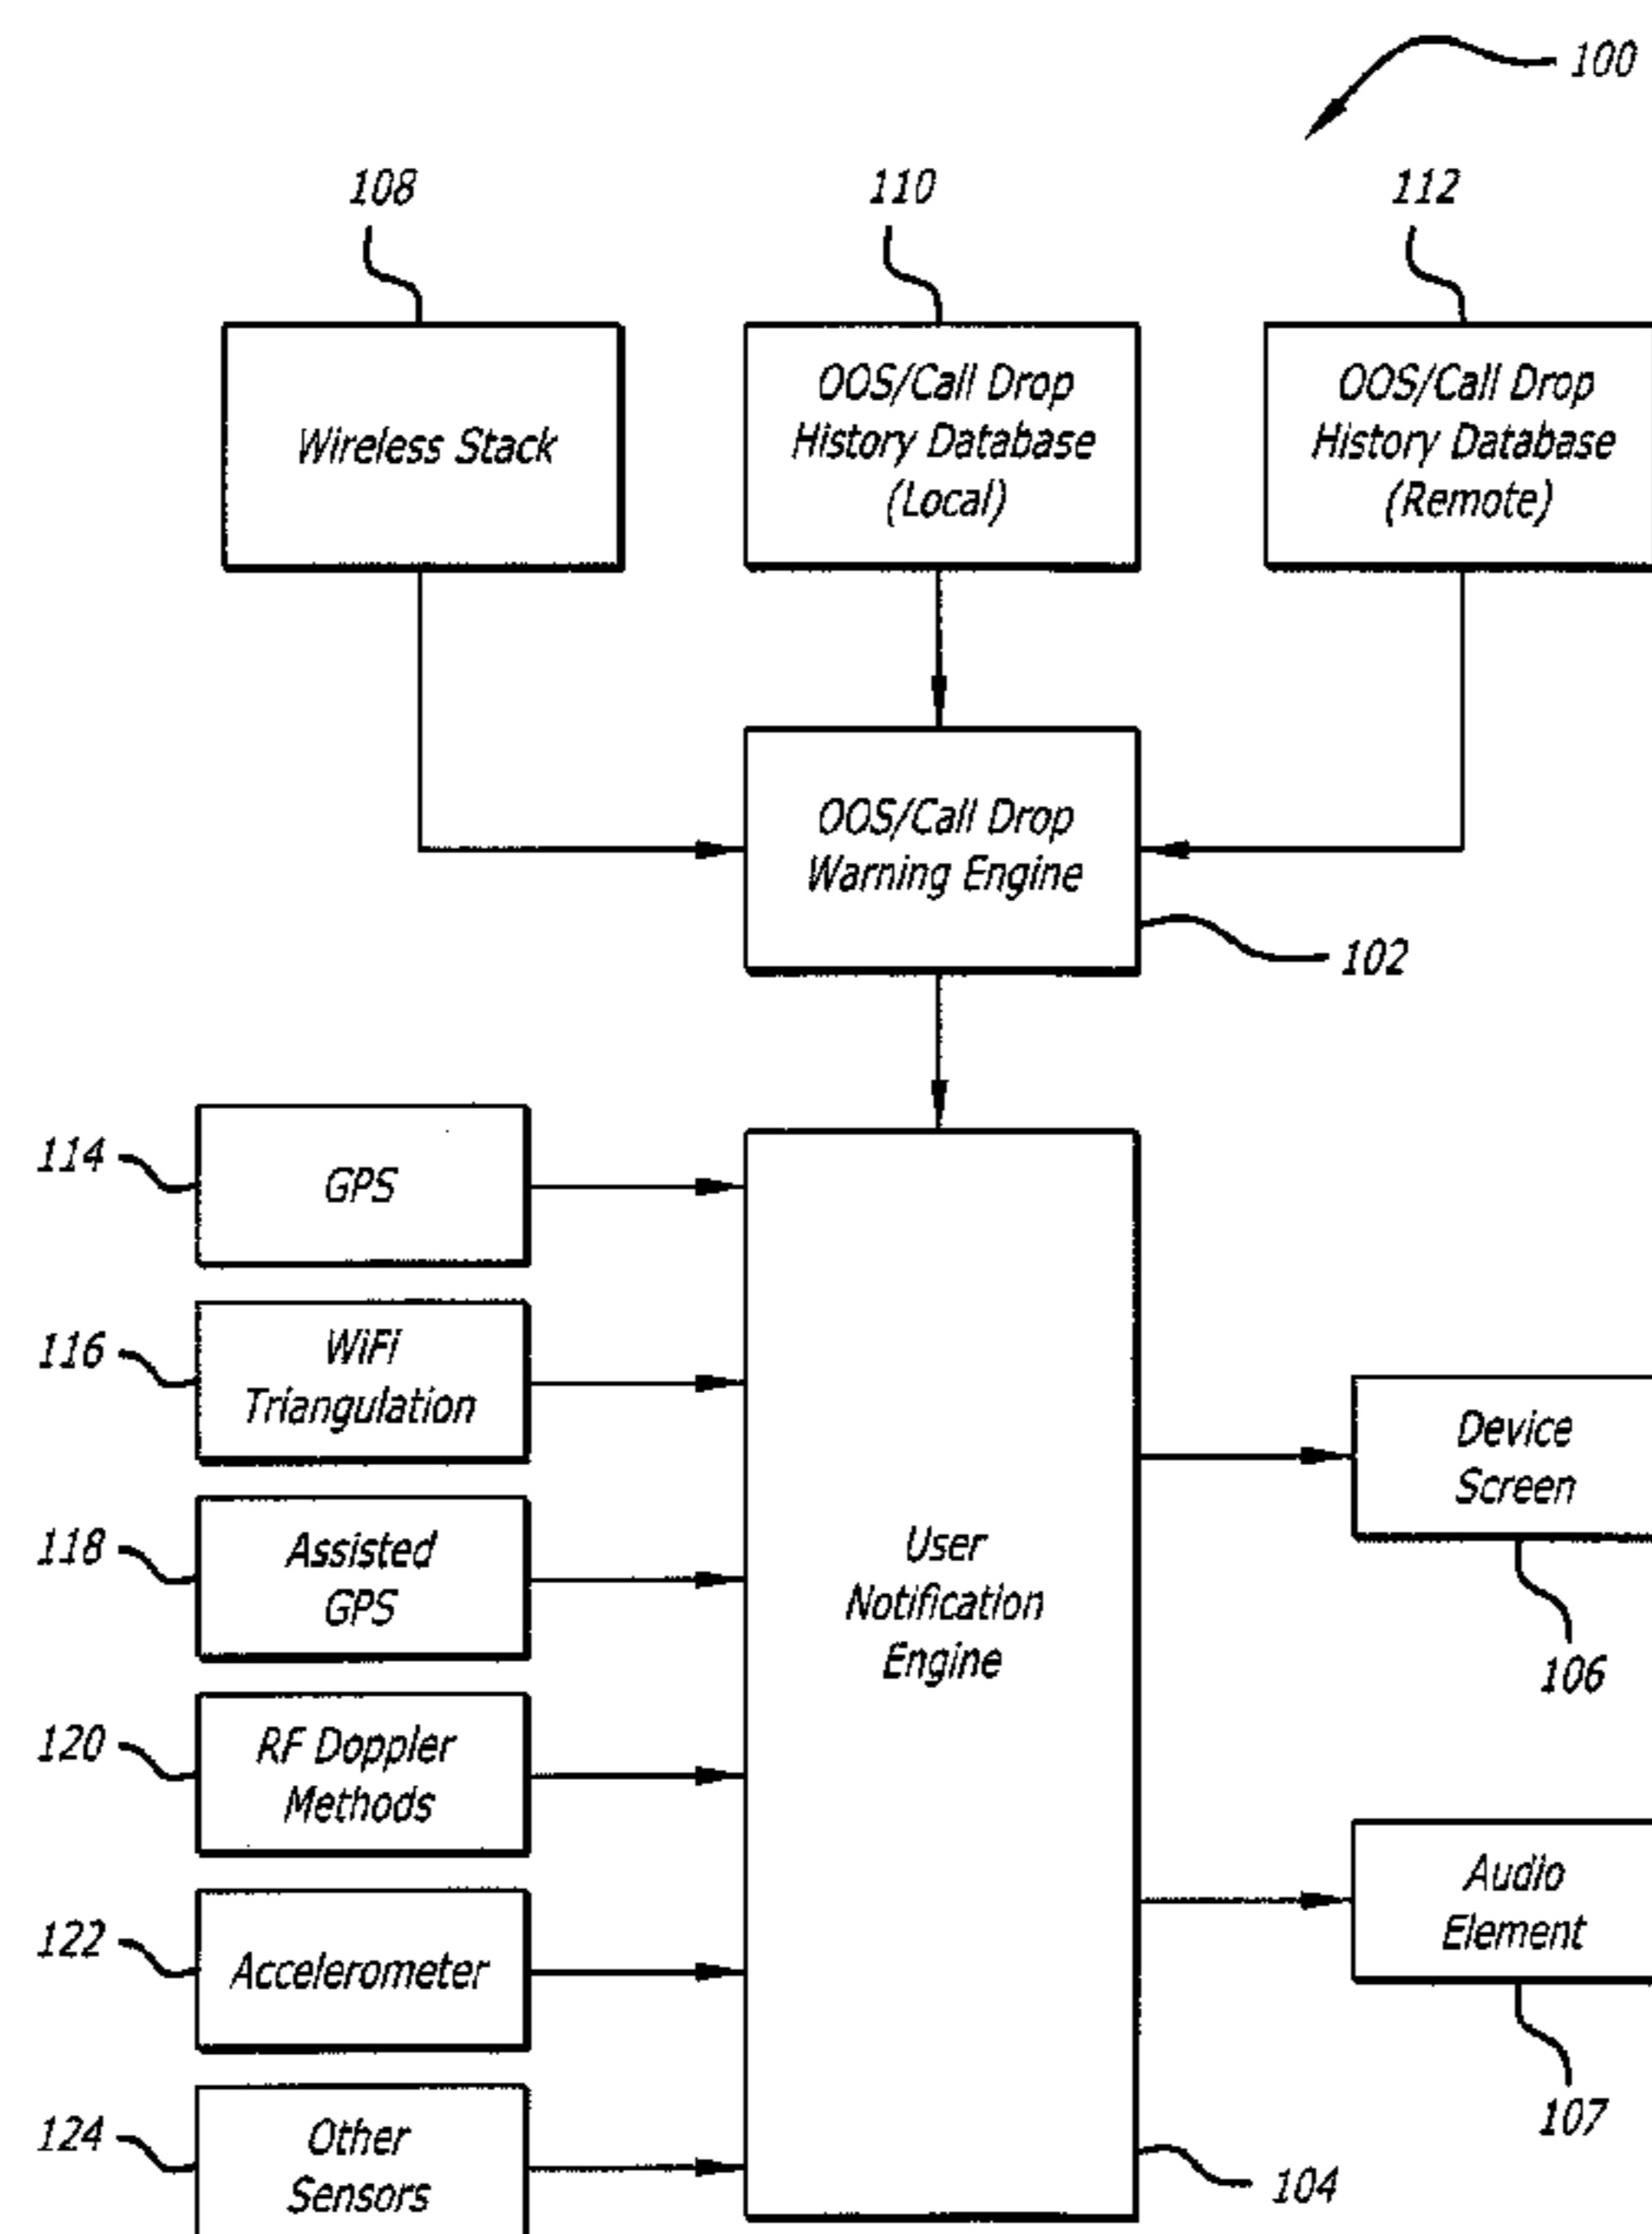 100
108
110
112
Wireless Stack
OOS/Call Drop
History Database
(Local)
OOS/Call Drop
History Database
(Remote)
OOS/Call Drop
Warning Engine
102
114
GPS
116
WiFi
Triangulation
118
Assisted
GPS
120
RF Doppler
Methods
122
Accelerometer
124
Other
Sensors
User
Notification
Engine
104
Device
Screen
106
Audio
Element
107